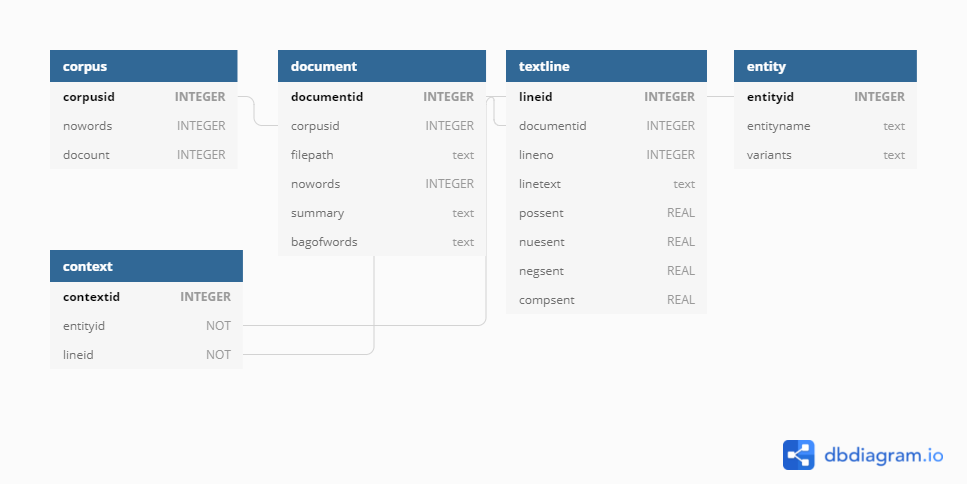 corpus
corpusid INTEGER
nowords INTEGER
docount INTEGER
document
documentid INTEGER
corpusid INTEGER
filepath text
nowords INTEGER
summary text
bagofwords text
textline
lineid INTEGER
documentid INTEGER
lineno INTEGER
linetext text
possent REAL
nuesent REAL
negsent REAL
compsent REAL
entity
entityid INTEGER
entityname text
variants text
context
contextid INTEGER
entityid NOT
lineid NOT
dbdiagram.io